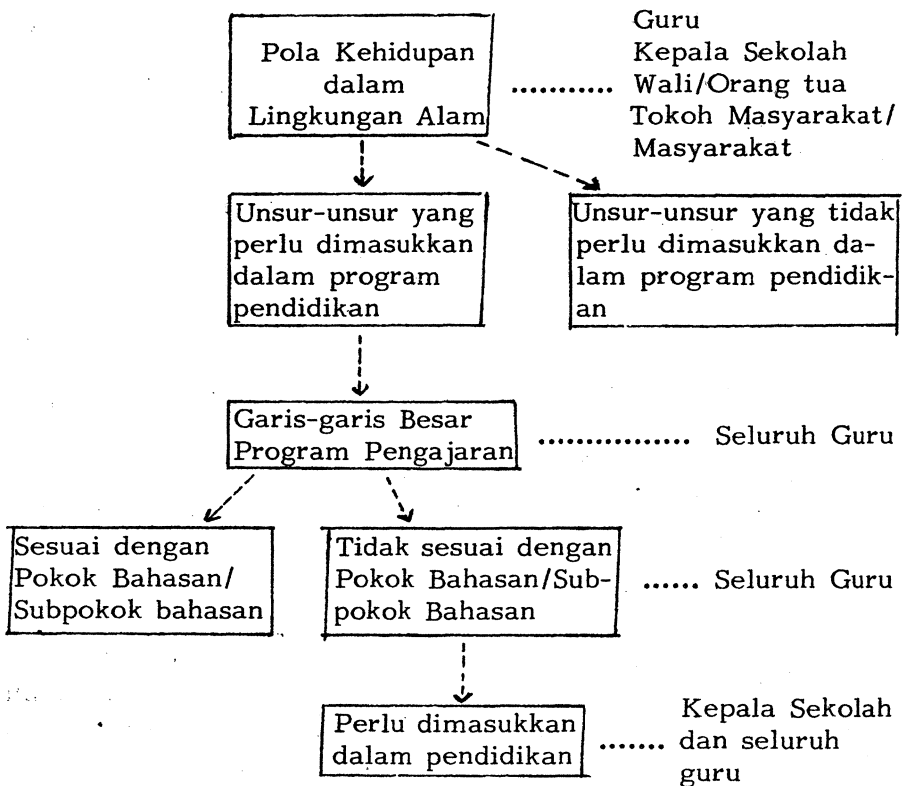 Pola Kehidupan
dalam
Lingkungan Alam
...........
Guru
Kepala Sekolah
Wali/Orang tua
Tokoh Masyarakat/
Masyarakat
Unsur-unsur yang
perlu dimasukkan
dalam program
pendidikan
Unsur-unsur yang tidak
perlu dimasukkan da-
lam program pendidik-
an
Garis-garis Besar
Program Pengajaran
................ Seluruh Guru
Sesuai dengan
Pokok Bahasan/
Subpokok bahasan
Tidak sesuai dengan
Pokok Bahasan/Sub-
pokok Bahasan
...... Seluruh Guru
Perlu dimasukkan
dalam pendidikan
.......
Kepala Sekolah
dan seluruh
guru